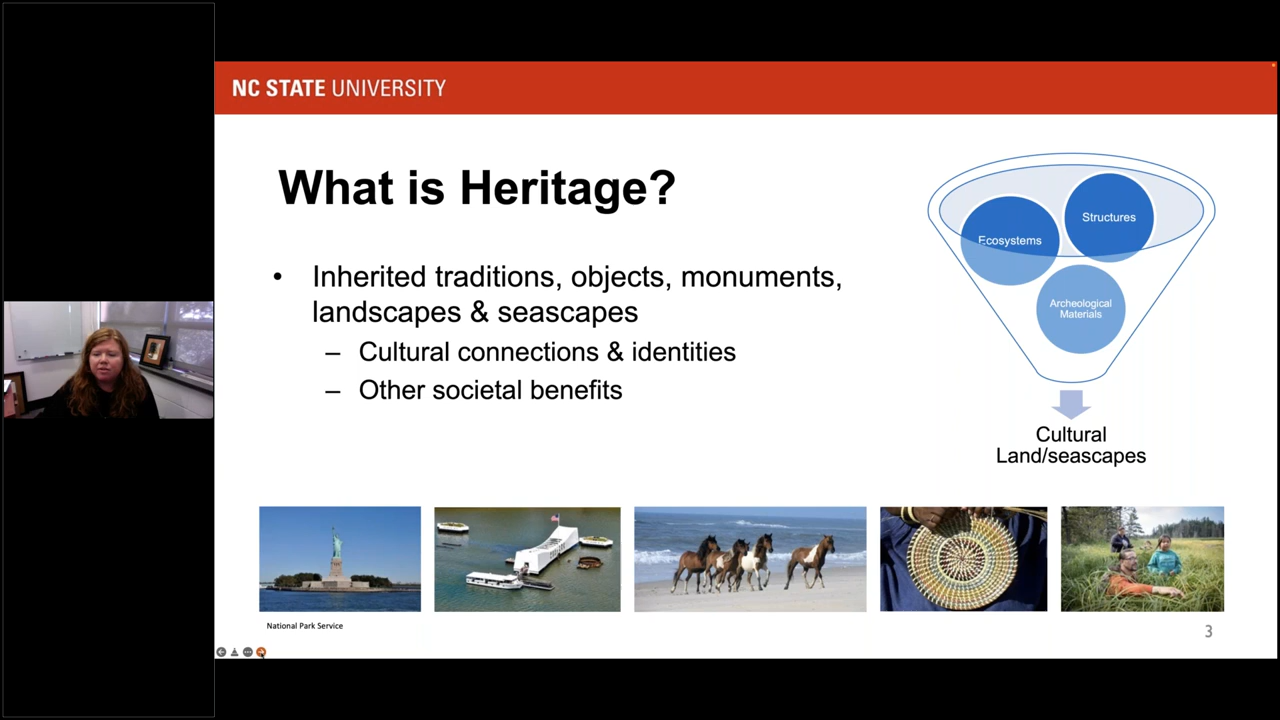 NC STATE UNIVERSITY
What is Heritage?
• Inherited traditions, objects, monuments,
landscapes & seascapes
– Cultural connections & identities
– Other societal benefits
Structures
Ecosystems
Archeological
Materials
Cultural
Land/seascapes
National Park Service
3